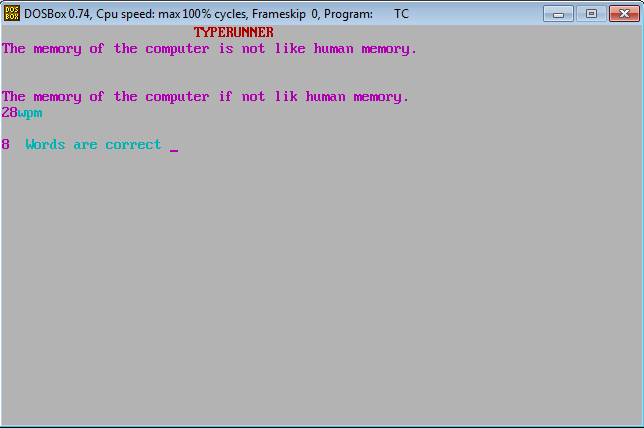 DOSBox 0.74, Cpu speed: max 100% cycles, Frameskip 0, Program: TC
TYPERUNNER
The memory of the computer is not like human memory.
The memory of the computer if not lik human memory.
28wpm
8 Words are correct _